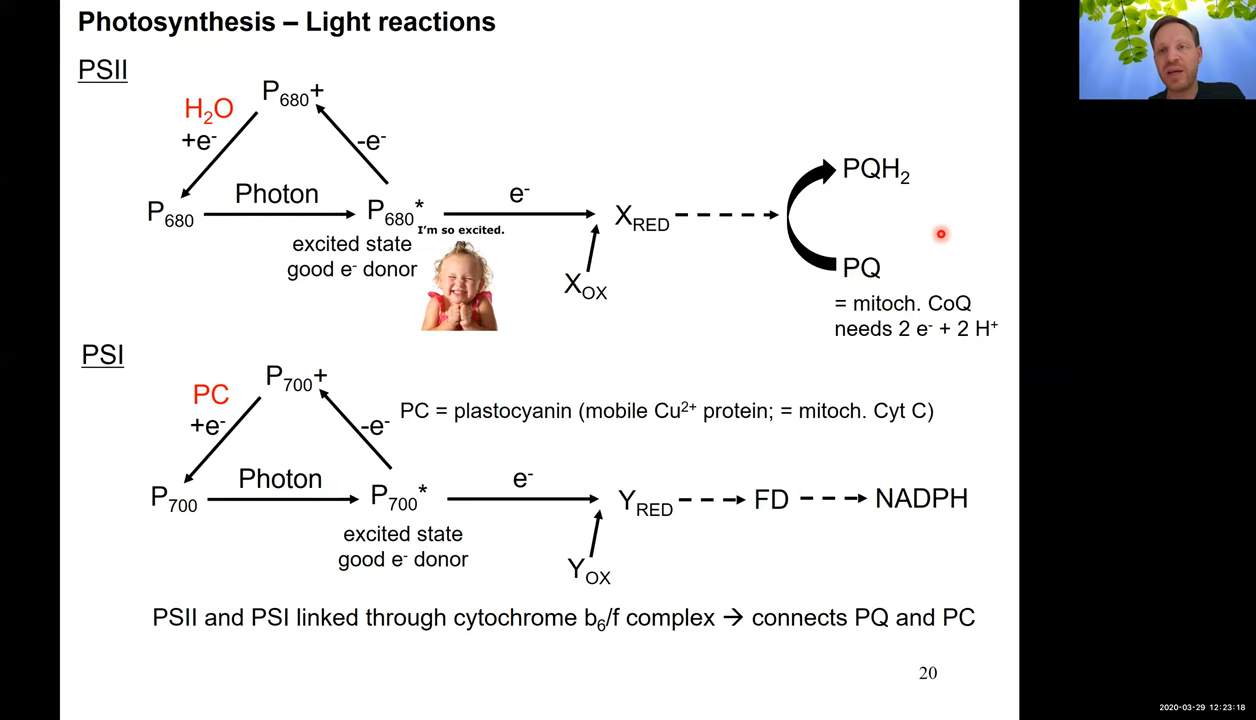 Photosynthesis – Light reactions
PSII
P680+
H2O
+e-
-e-
Photon
P680
P680*
e-
XRED
PQH2
I'm so excited.
excited state
good e- donor
XOX
PQ
= mitoch. CoQ
needs 2 e- + 2 H+
PSI
P700+
PC
+e-
-e-
PC = plastocyanin (mobile Cu2+ protein; = mitoch. Cyt C)
Photon
P700
P700*
e-
YRED
FD
NADPH
excited state
good e- donor
YOX
PSII and PSI linked through cytochrome b6/f complex → connects PQ and PC
20
2020-03-29 12:23:18